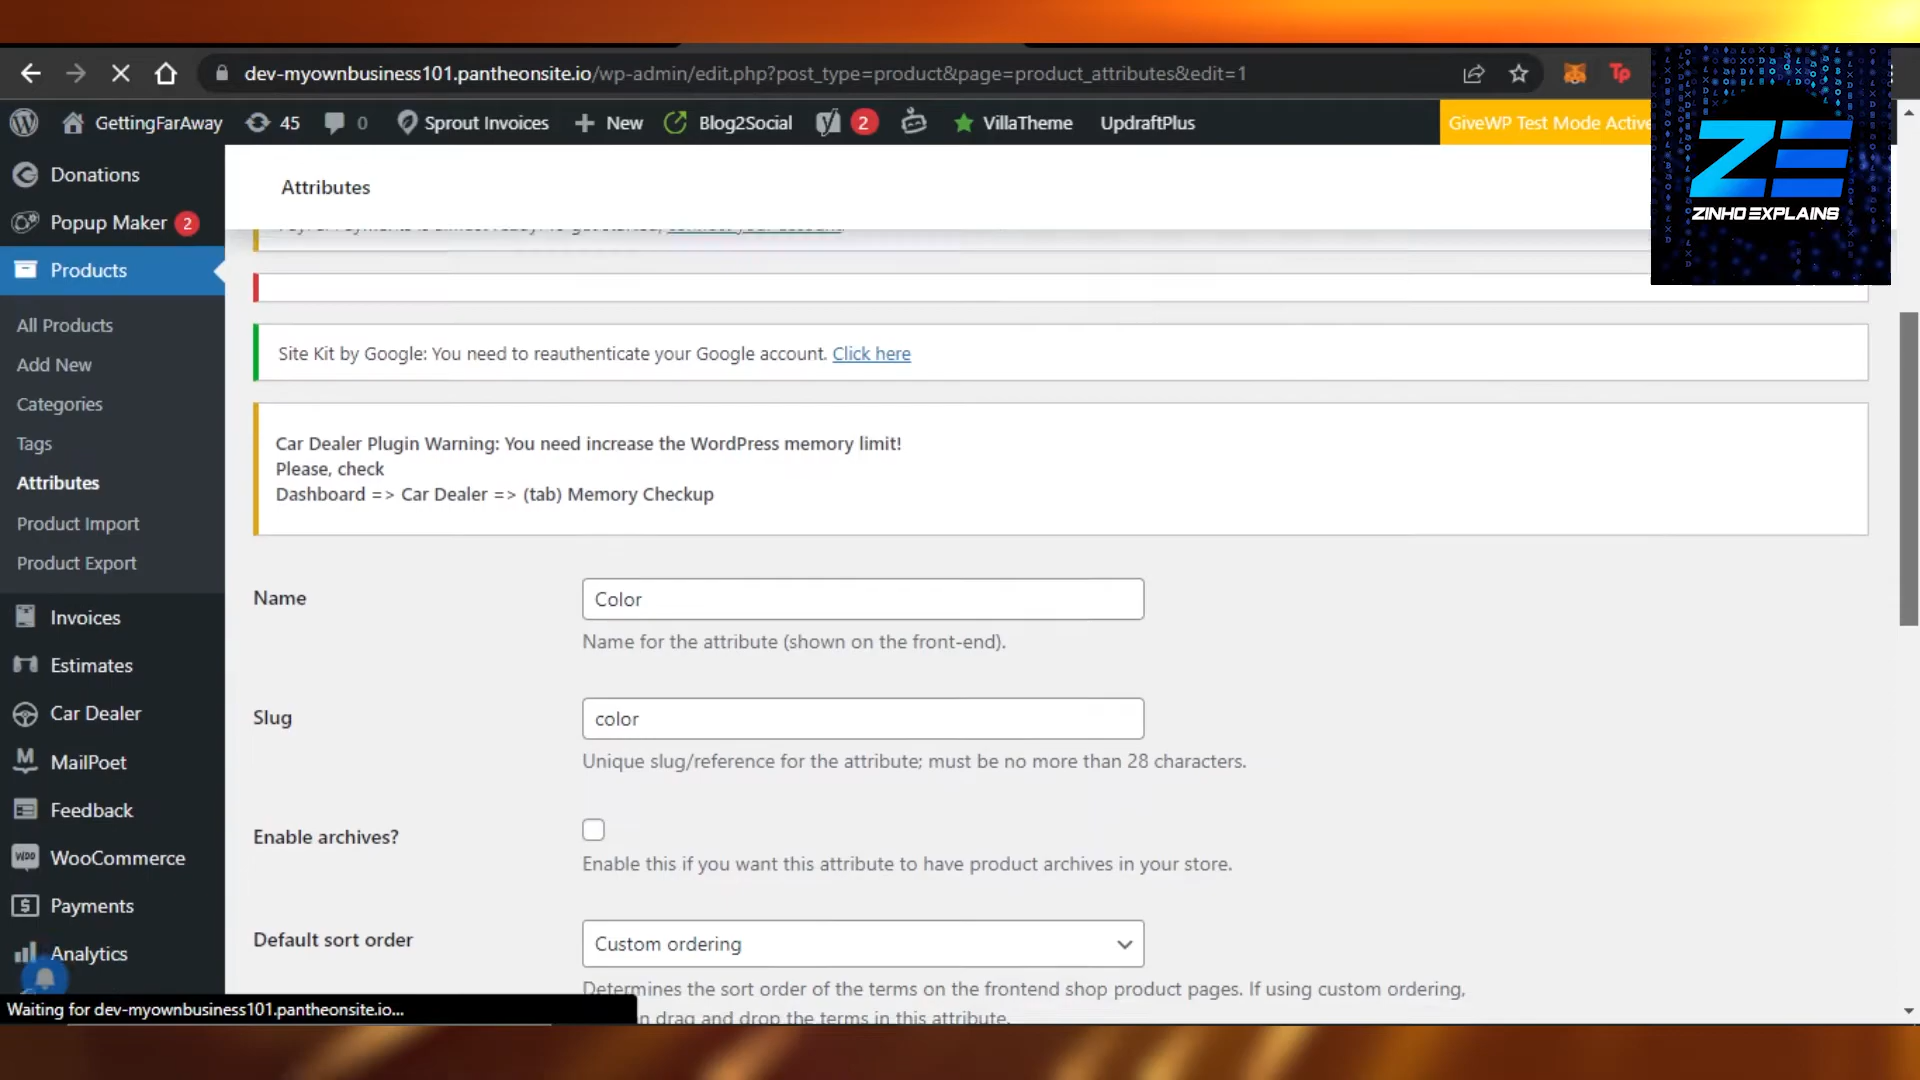 dev-myownbusiness101.pantheonsite.io/wp-admin/edit.php?post_type=product&page=product_attributes&edit=1
Tp
GettingFarAway 45 0 Sprout Invoices New Blog2Social 2 VillaTheme UpdraftPlus GiveWP Test Mode Active
ZE
ZINHO EXPLAINS
Donations
Popup Maker 2
Products
All Products
Add New
Categories
Tags
Attributes
Product Import
Product Export
Invoices
Estimates
Car Dealer
MailPoet
Feedback
WooCommerce
Payments
Analytics
Attributes
Site Kit by Google: You need to reauthenticate your Google account. Click here
Car Dealer Plugin Warning: You need increase the WordPress memory limit!
Please, check
Dashboard => Car Dealer => (tab) Memory Checkup
Name
Color
Name for the attribute (shown on the front-end).
Slug
color
Unique slug/reference for the attribute; must be no more than 28 characters.
Enable archives?
Enable this if you want this attribute to have product archives in your store.
Default sort order
Custom ordering
Determines the sort order of the terms on the frontend shop product pages. If using custom ordering,
drag and drop the terms in this attribute.
Waiting for dev-myownbusiness101.pantheonsite.io...